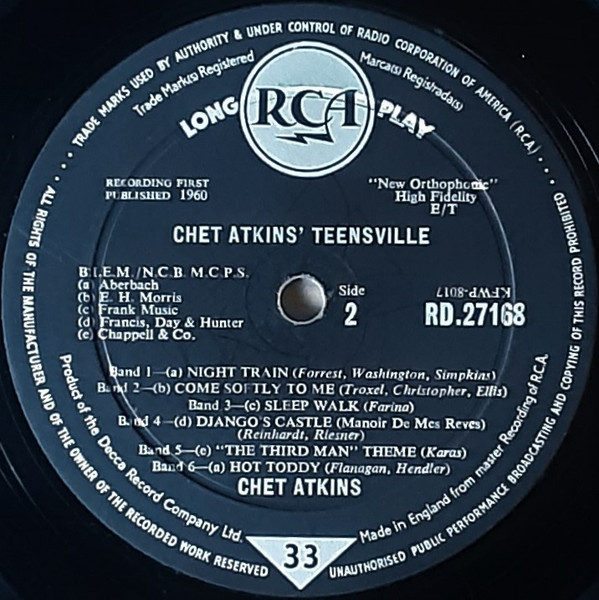 TRADE MARKS USED BY AUTHORITY & UNDER CONTROL OF RADIO CORPORATION OF AMERICA (R.C.A.)
Trade Mark(s) Registered
Marca(s) Registrada(s)
LONG RCA PLAY
RECORDING FIRST
PUBLISHED 1960
"New Orthophonic"
High Fidelity
E/T
CHET ATKINS' TEENSVILLE
B.I.E.M./N.C.B. M.C.P.S.
(a) Aberbach
(b) E. H. Morris
(c) Frank Music
(d) Francis, Day & Hunter
(e) Chappell & Co.
Side
2
KFWP-8017
RD.27168
Band 1—(a) NIGHT TRAIN (Forrest, Washington, Simpkins)
Band 2—(b) COME SOFTLY TO ME (Troxel, Christopher, Ellis)
Band 3—(c) SLEEP WALK (Farina)
Band 4—(d) DJANGO'S CASTLE (Manoir De Mes Reves)
(Reinhardt, Riesner)
Band 5—(e) "THE THIRD MAN" THEME (Karas)
Band 6—(a) HOT TODDY (Flanagan, Hendler)
CHET ATKINS
Product of the Decca Record Company Ltd.
Made in England from master Recording of R.C.A.
33
ALL RIGHTS OF THE MANUFACTURER AND OF THE OWNER OF THE RECORDED WORK RESERVED
UNAUTHORISED PUBLIC PERFORMANCE BROADCASTING AND COPYING OF THIS RECORD PROHIBITED